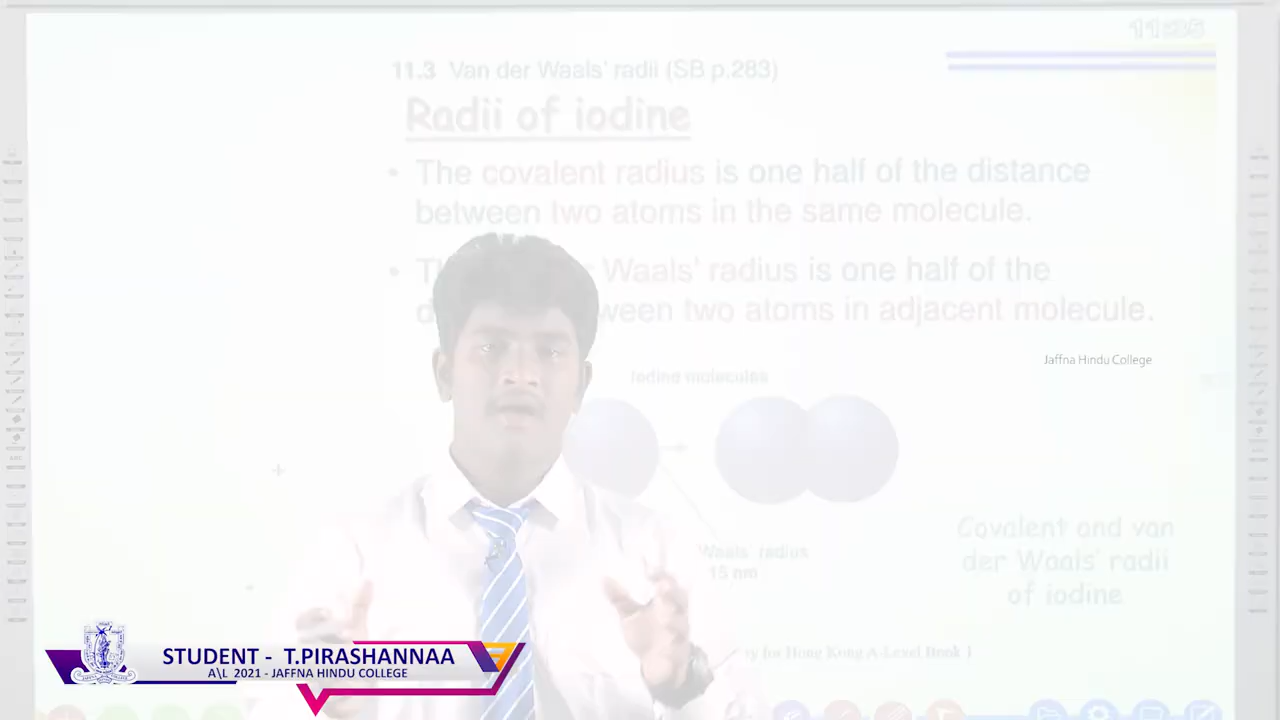 11:35
11.3 Van der Waals' radii (SB p.283)
Radii of iodine
• The covalent radius is one half of the distance
between two atoms in the same molecule.
• Waals' radius is one half of the
two atoms in adjacent molecule.
Jaffna Hindu College
Iodine molecules
Waals' radius
15 nm
Covalent and van
der Waals' radii
of iodine
for Hong Kong A-Level Book 1
STUDENT - T.PIRASHANNAA
A\L 2021 - JAFFNA HINDU COLLEGE